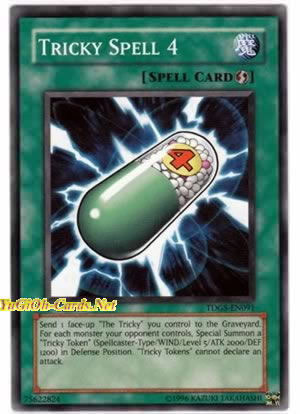 TRICKY SPELL 4
魔
[SPELL CARD]
4
YuGiOh-Cards.Net
TDGS-EN091
Send 1 face-up "The Tricky" you control to the Graveyard.
For each monster your opponent controls, Special Summon a
"Tricky Token" (Spellcaster-Type/WIND/Level 5/ATK 2000/DEF
1200) in Defense Position. "Tricky Tokens" cannot declare an
attack.
75622824
©1996 KAZUKI TAKAHASHI